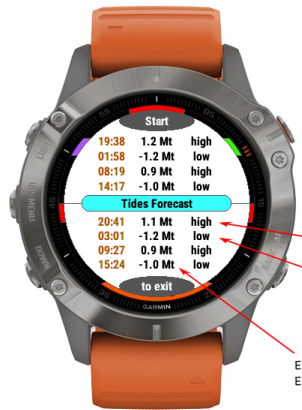 Start
19:38 1.2 Mt high
01:58 -1.2 Mt low
08:19 0.9 Mt high
14:17 -1.0 Mt low
Tides Forecast
20:41 1.1 Mt high
03:01 -1.2 Mt low
09:27 0.9 Mt high
15:24 -1.0 Mt low
to exit
GARMIN
E
E